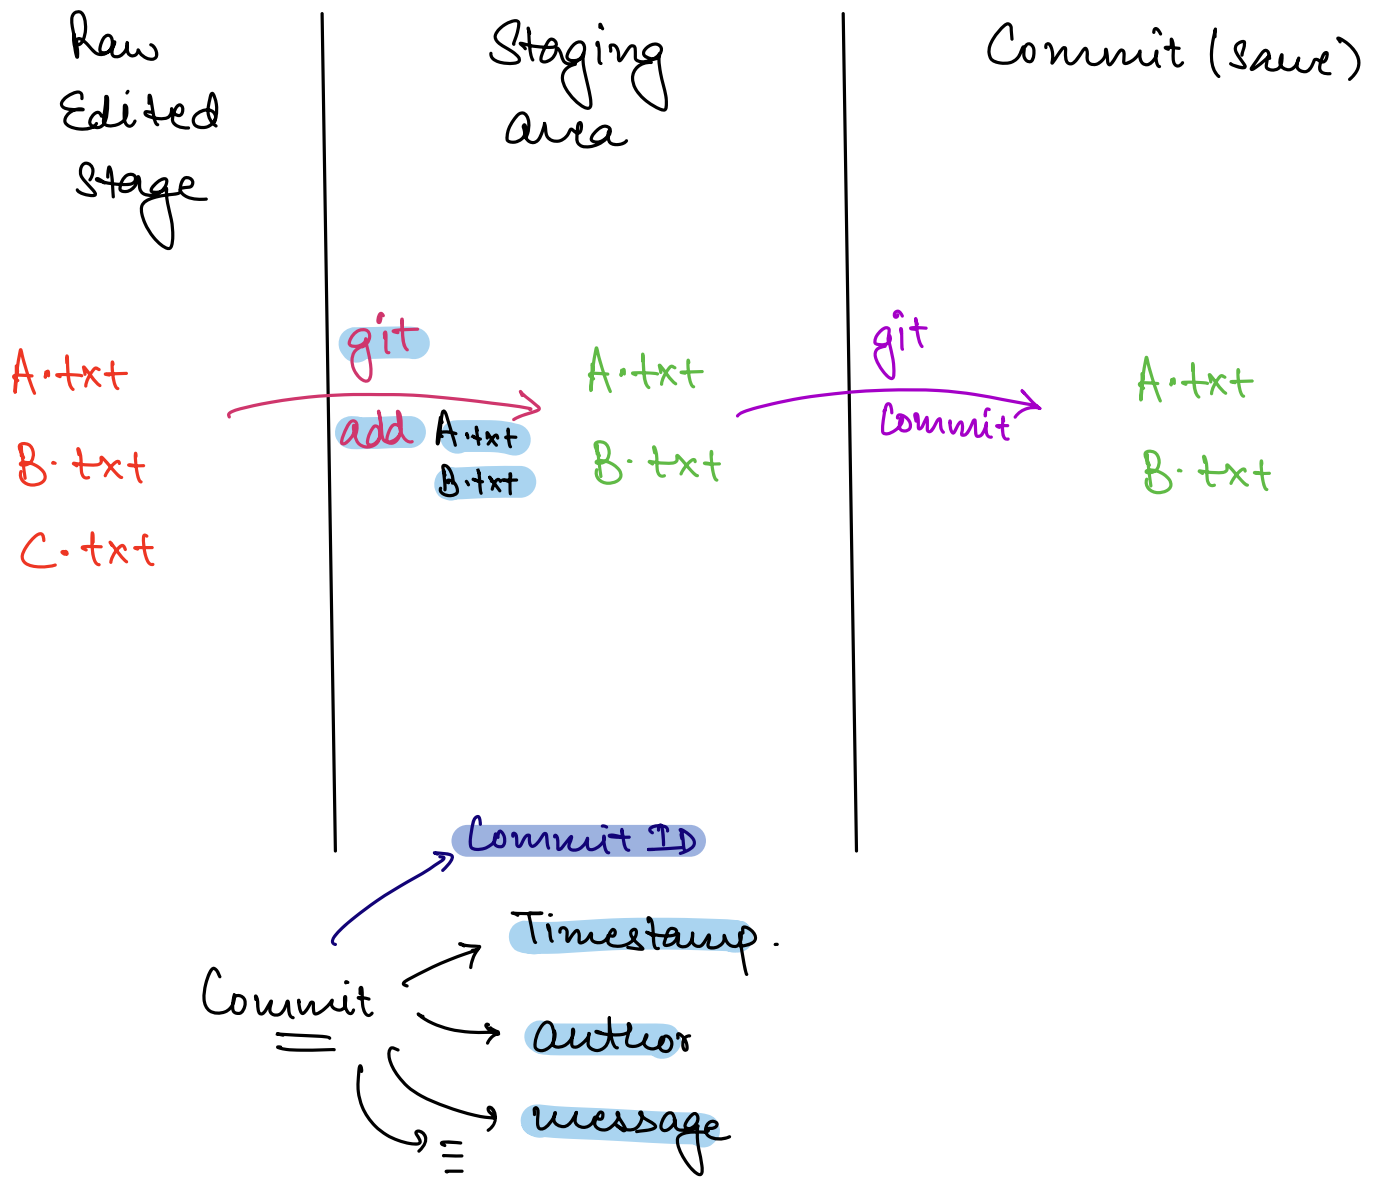 Raw
Edited
Stage
Staging
area
Commit (save)
A.txt
B.txt
C.txt
git
add A.txt
B.txt
A.txt
B.txt
git
Commit
A.txt
B.txt
Commit ID
Timestamp.
Commit
author
message